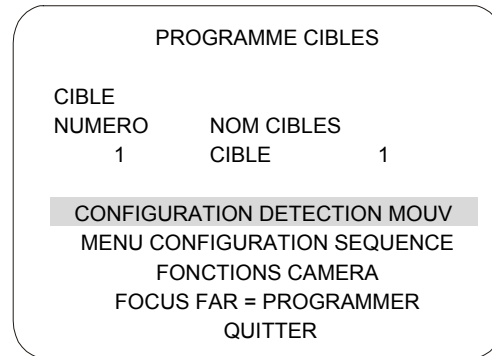 PROGRAMME CIBLES
CIBLE
NUMERO NOM CIBLES
1 CIBLE 1
CONFIGURATION DETECTION MOUV
MENU CONFIGURATION SEQUENCE
FONCTIONS CAMERA
FOCUS FAR = PROGRAMMER
QUITTER